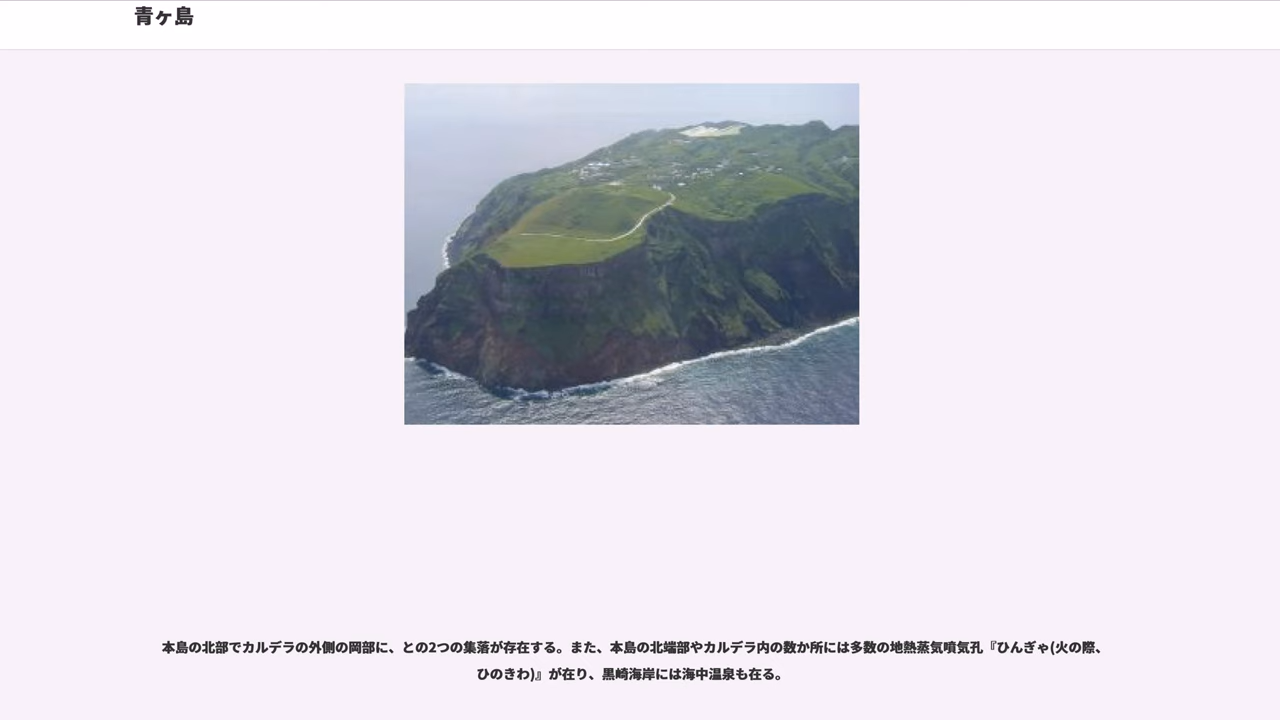 青ヶ島
本島の北部でカルデラの外側の岡部に、との2つの集落が存在する。また、本島の北端部やカルデラ内の数か所には多数の地熱蒸気噴気孔『ひんぎゃ(火の際、
ひのきわ)』が在り、黒崎海岸には海中温泉も在る。